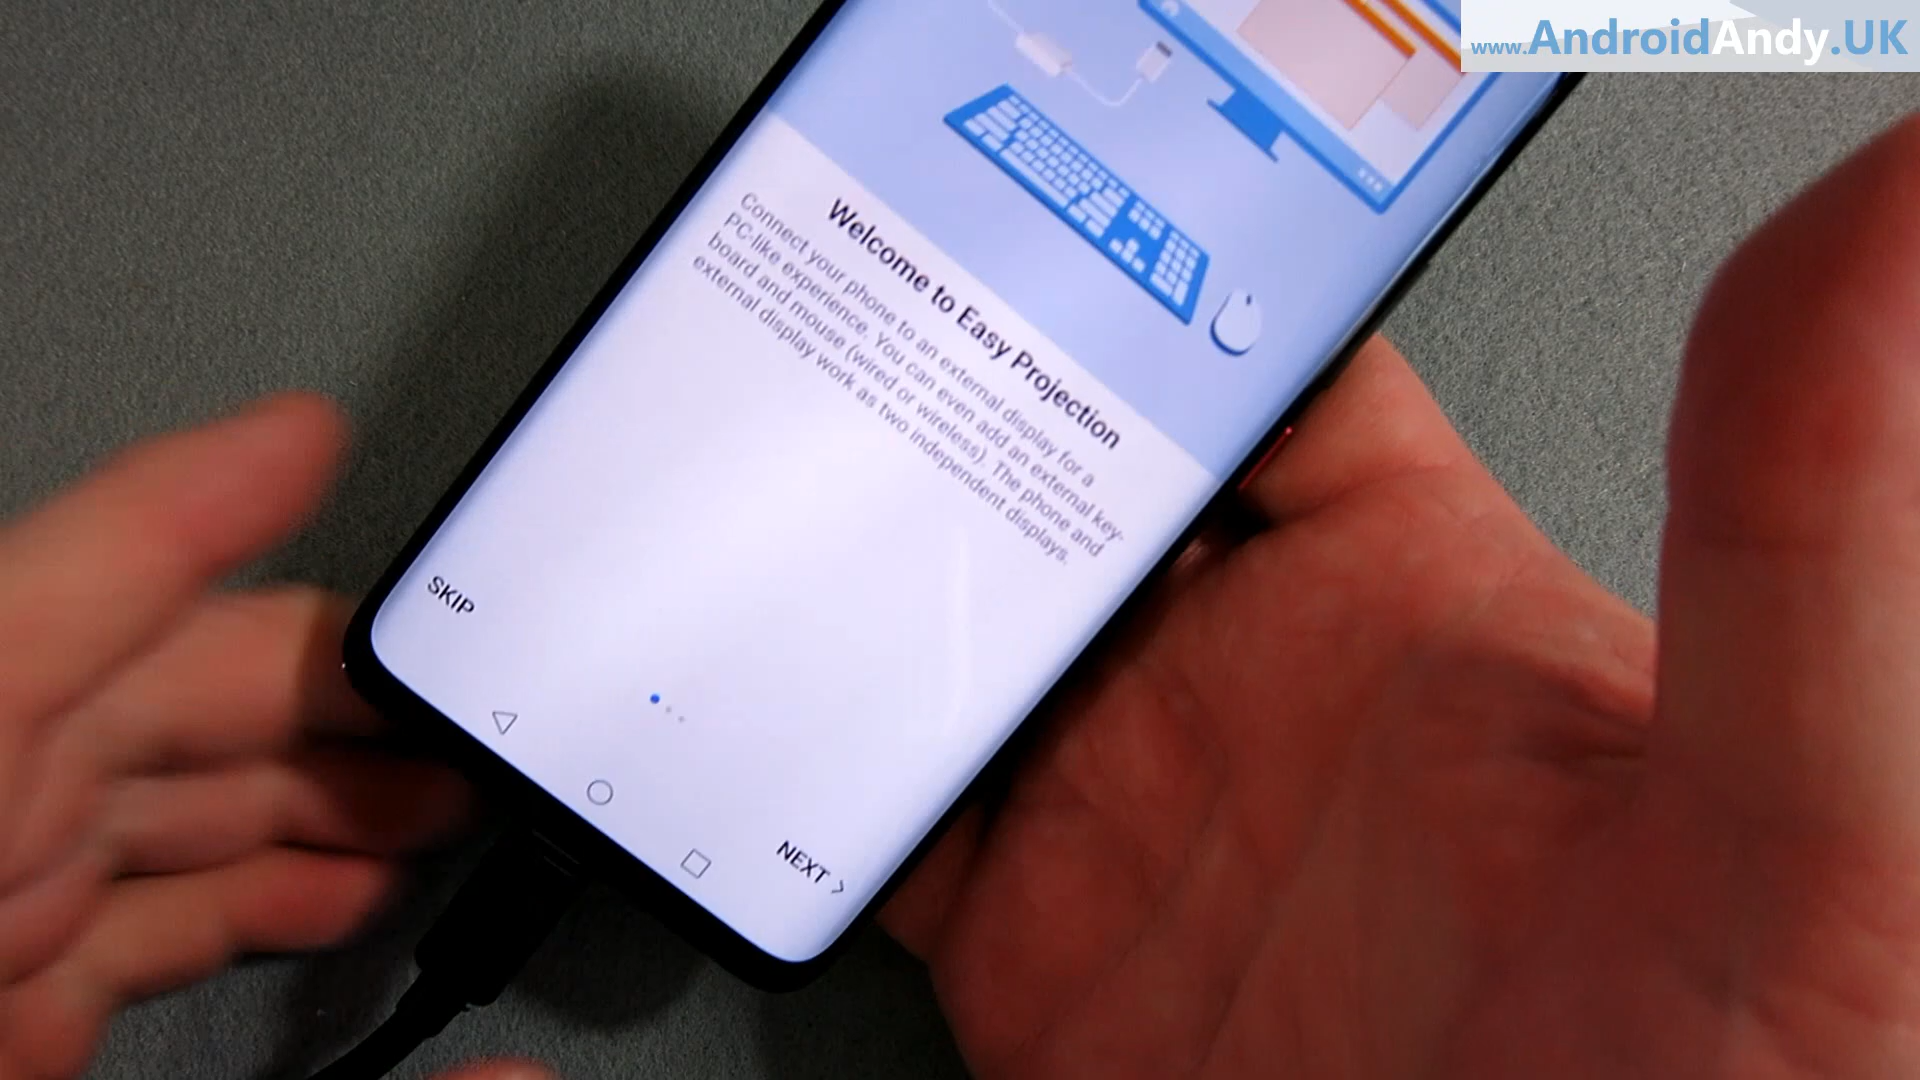 www.AndroidAndy.UK
Welcome to Easy Projection
Connect your phone to an external display for a
PC-like experience. You can even add an external key-
board and mouse (wired or wireless). The phone and
external display work as two independent displays.
SKIP
NEXT >